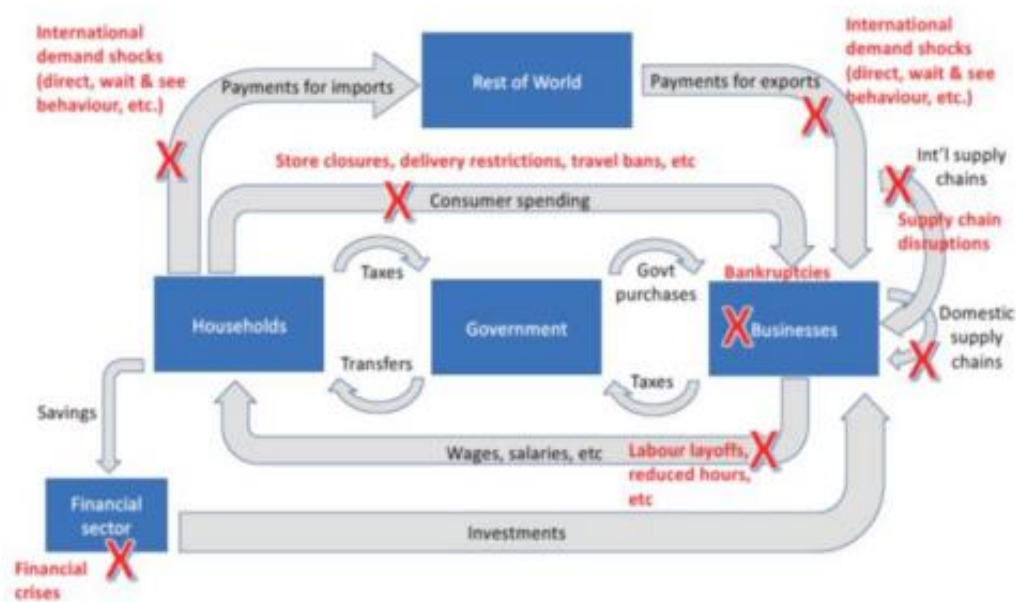 International
demand shocks
(direct, wait & see
behaviour, etc.)
Payments for imports
Rest of World
Payments for exports
International
demand shocks
(direct, wait & see
behaviour, etc.)
Store closures, delivery restrictions, travel bans, etc
Consumer spending
Int'l supply
chains
Supply chain
disruptions
Taxes
Govt
purchases
Bankruptcies
Households
Government
Businesses
Domestic
supply
chains
Transfers
Taxes
Savings
Wages, salaries, etc
Labour layoffs,
reduced hours,
etc
Financial
sector
Investments
Financial
crises